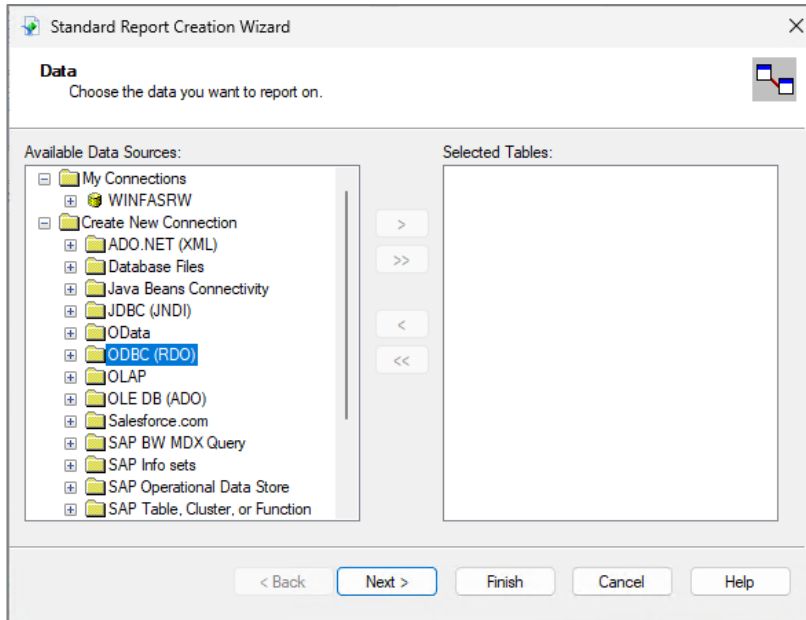 Standard Report Creation Wizard
Data
Choose the data you want to report on.
Available Data Sources:
My Connections
WINFASRW
Create New Connection
ADO.NET (XML)
Database Files
Java Beans Connectivity
JDBC (JNDI)
OData
ODBC (RDO)
OLAP
OLE DB (ADO)
Salesforce.com
SAP BW MDX Query
SAP Info sets
SAP Operational Data Store
SAP Table, Cluster, or Function
>
>>
<
<<
Selected Tables:
< Back Next > Finish Cancel Help